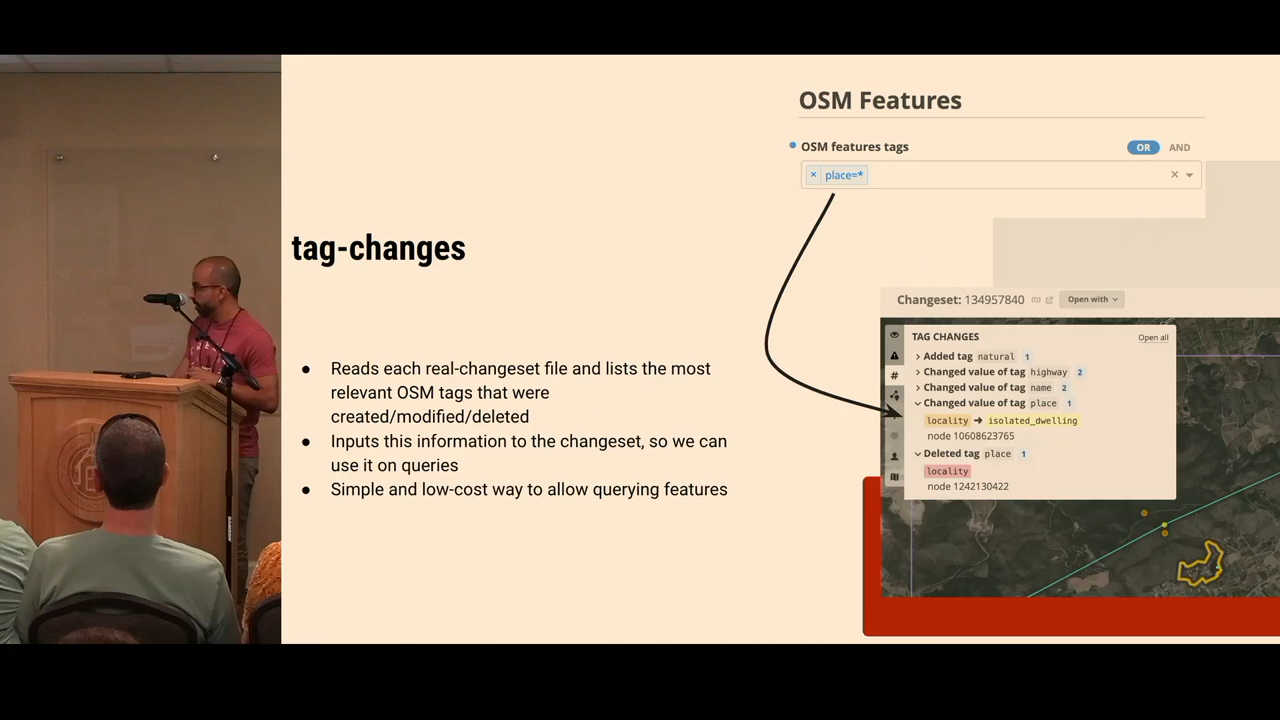 OSM Features
OSM features tags
OR AND
× place=*
tag-changes
Reads each real-changeset file and lists the most
relevant OSM tags that were
created/modified/deleted
Inputs this information to the changeset, so we can
use it on queries
Simple and low-cost way to allow querying features
Changeset: 134957840
Open with
TAG CHANGES
Open all
Added tag natural 1
Changed value of tag highway 2
Changed value of tag name 2
Changed value of tag place 1
locality → isolated_dwelling
node 10608623765
Deleted tag place 1
locality
node 1242130422